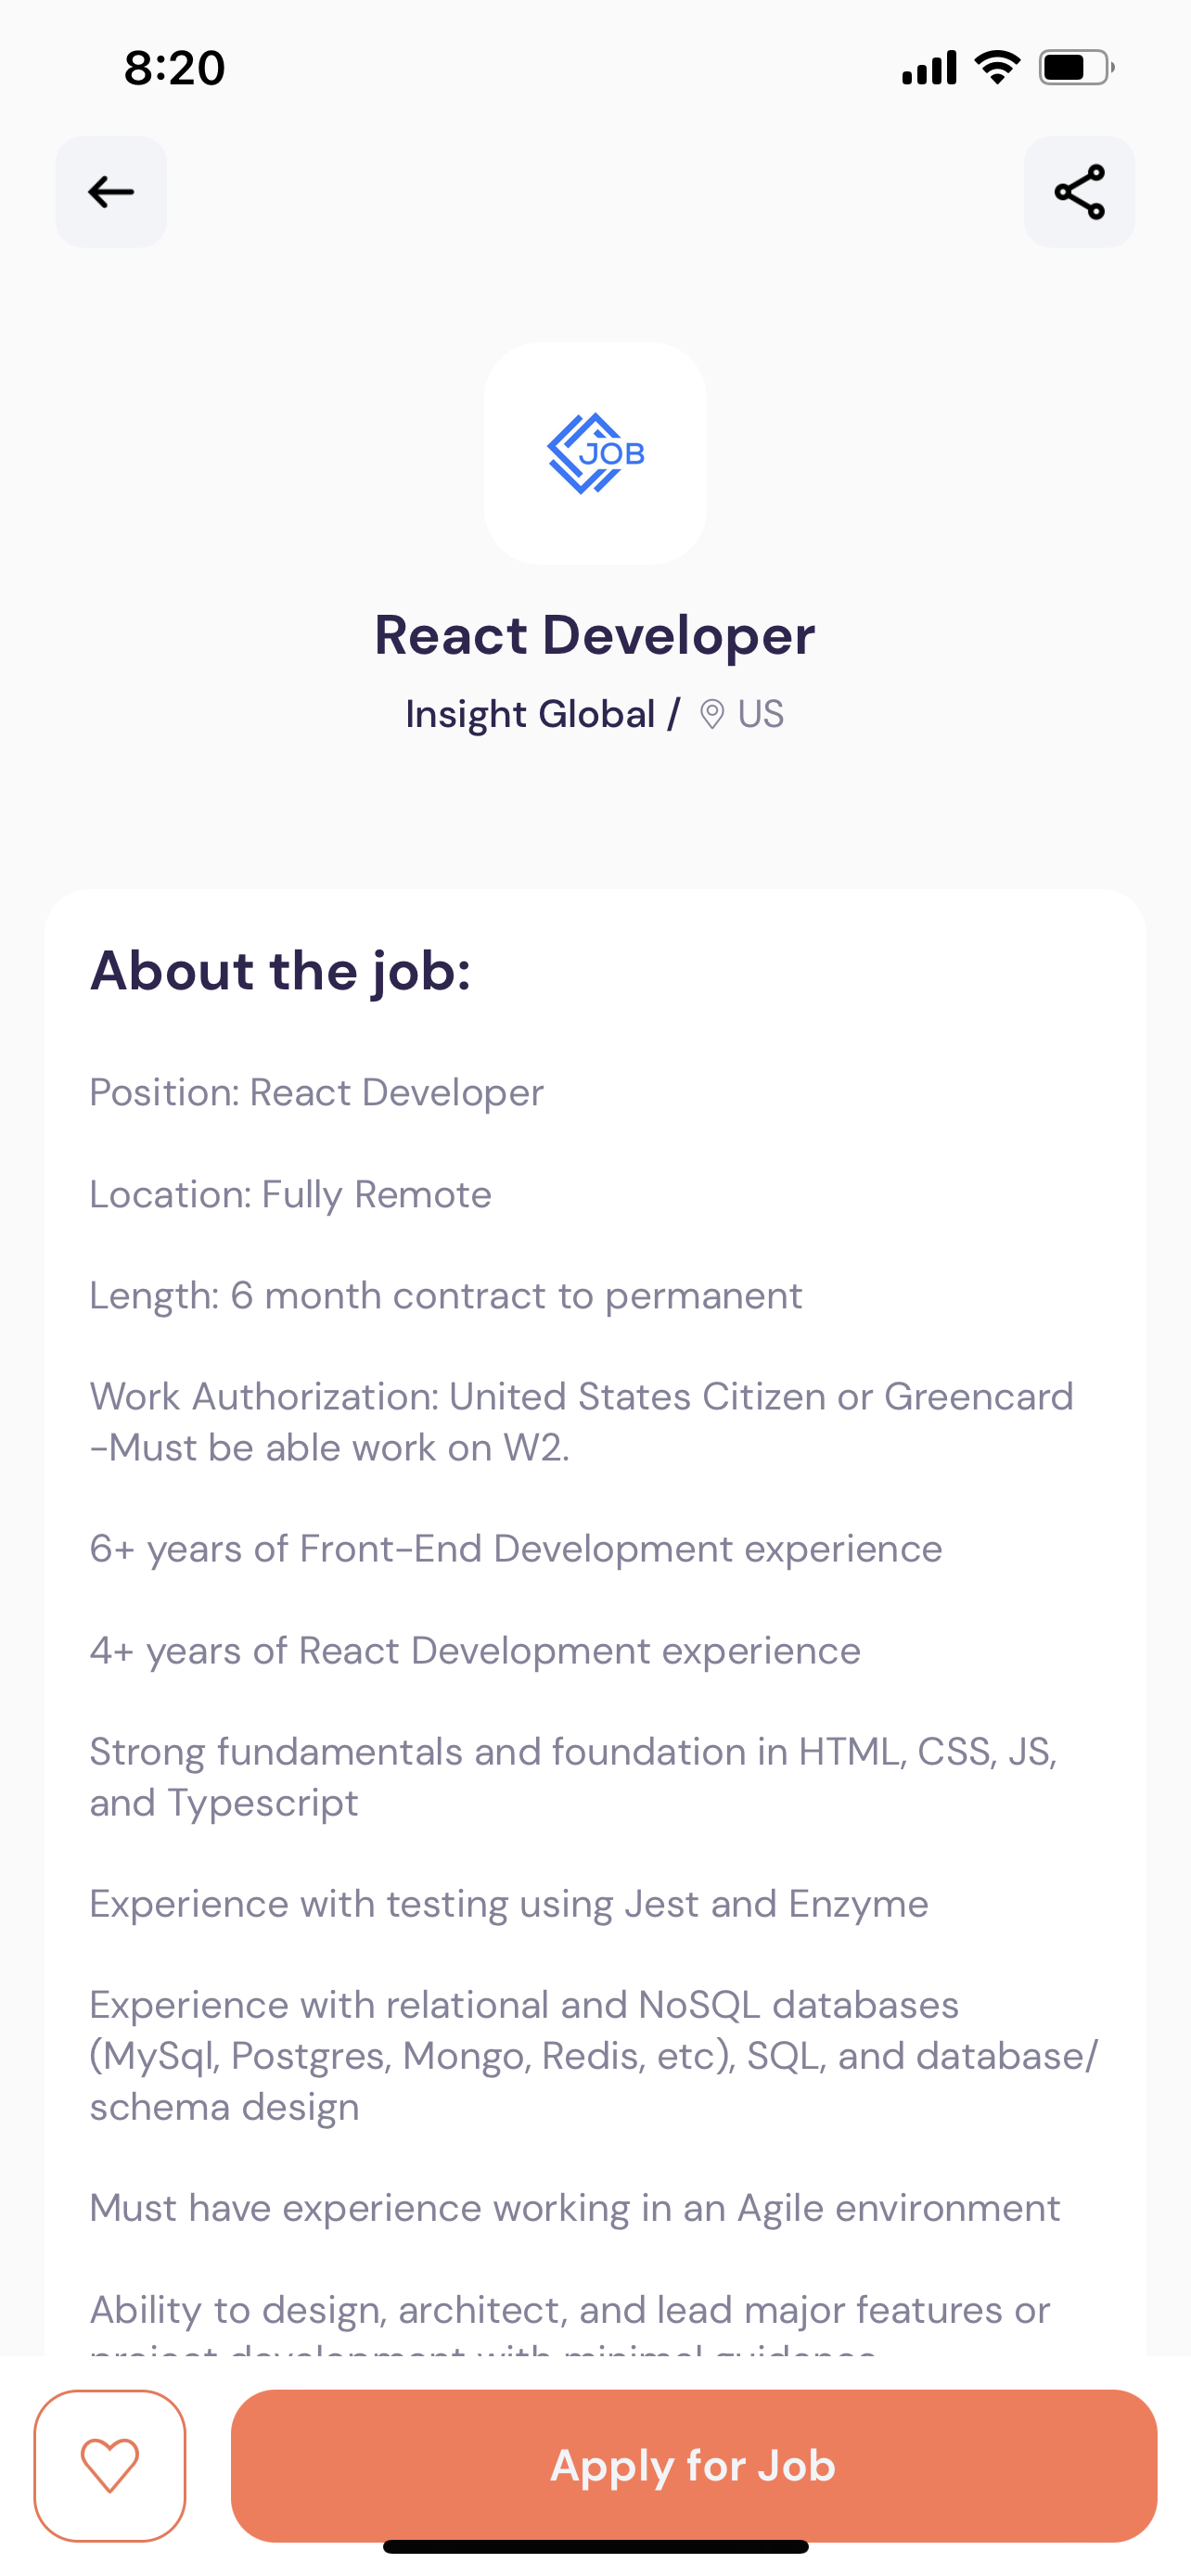 8:20
JOB
React Developer
Insight Global / US
About the job:
Position: React Developer
Location: Fully Remote
Length: 6 month contract to permanent
Work Authorization: United States Citizen or Greencard
-Must be able work on W2.
6+ years of Front-End Development experience
4+ years of React Development experience
Strong fundamentals and foundation in HTML, CSS, JS,
and Typescript
Experience with testing using Jest and Enzyme
Experience with relational and NoSQL databases
(MySql, Postgres, Mongo, Redis, etc), SQL, and database/
schema design
Must have experience working in an Agile environment
Ability to design, architect, and lead major features or
project development with minimal guidance
Apply for Job